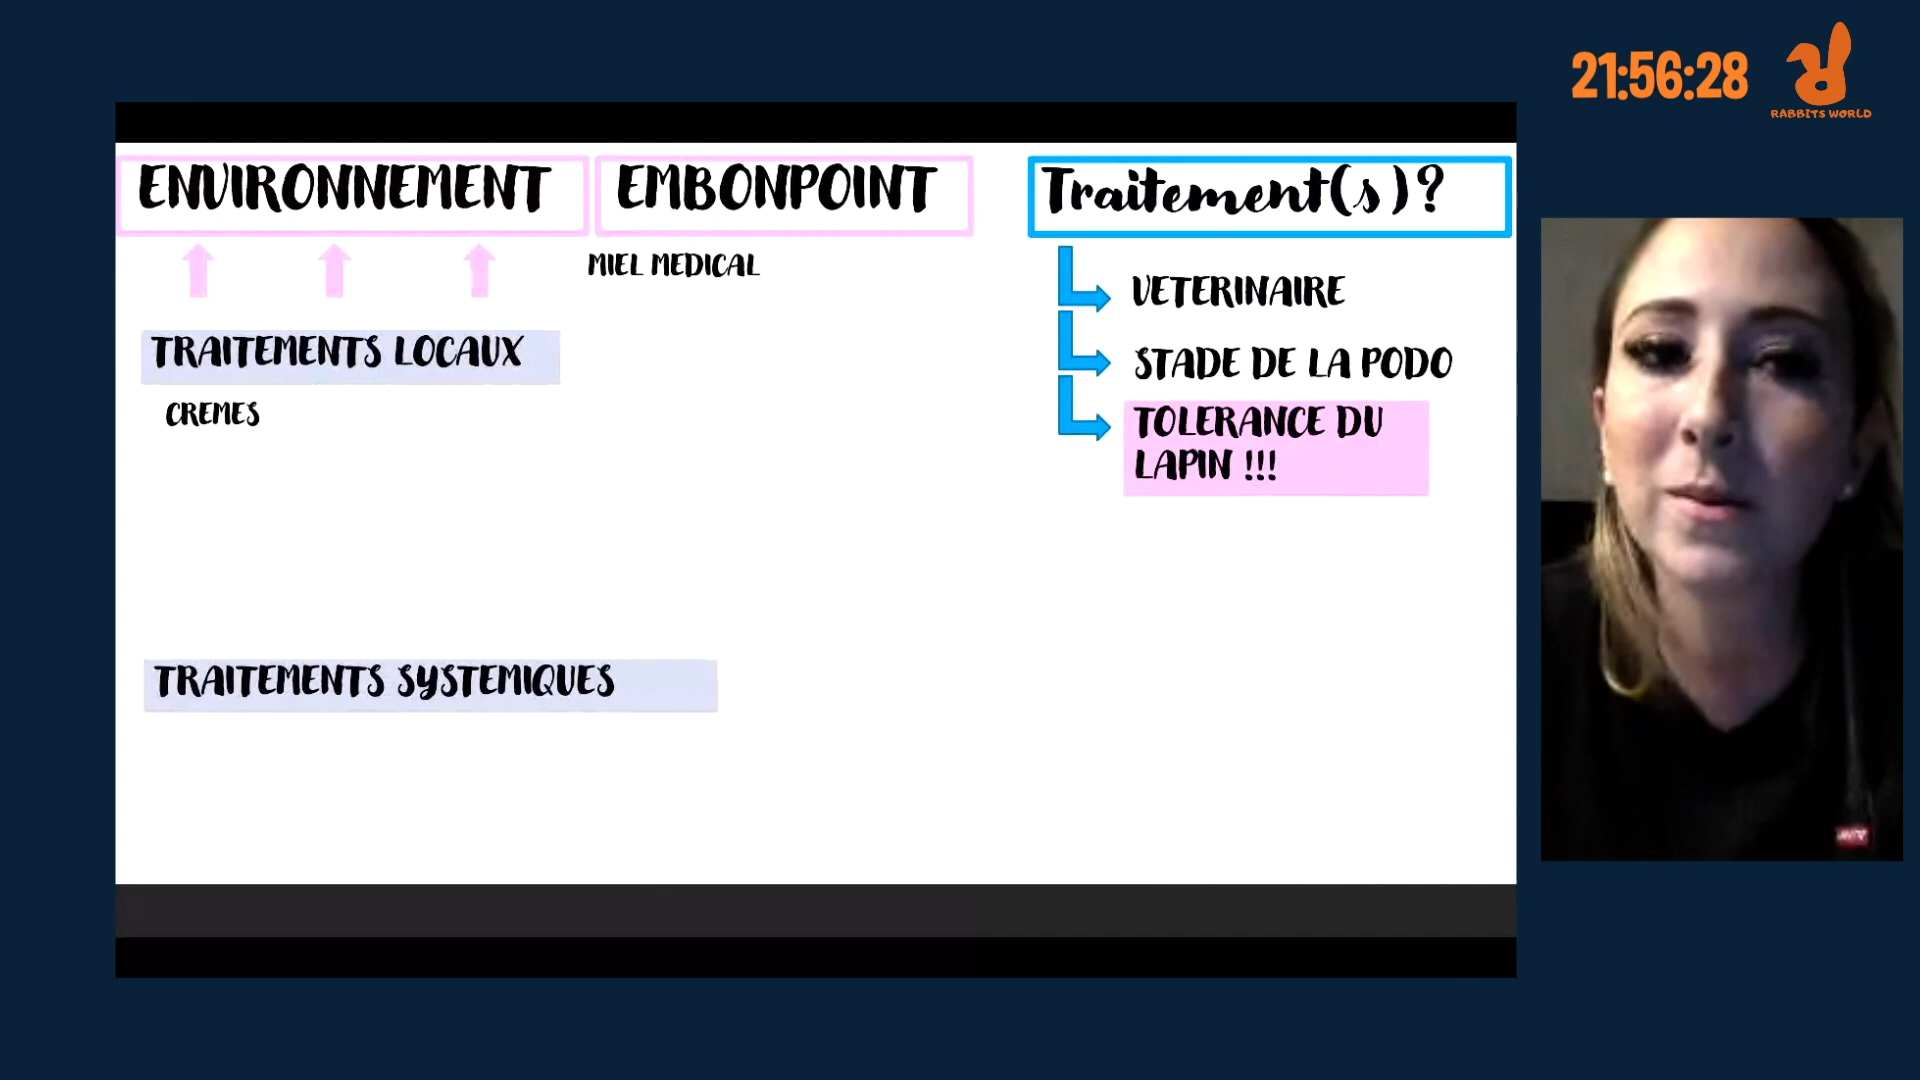 21:56:28
RABBITS WORLD
ENVIRONNEMENT
EMBONPOINT
Traitement(s)?
MIEL MEDICAL
VETERINAIRE
TRAITEMENTS LOCAUX
STADE DE LA PODO
CREMES
TOLERANCE DU
LAPIN !!!
TRAITEMENTS SYSTEMIQUES